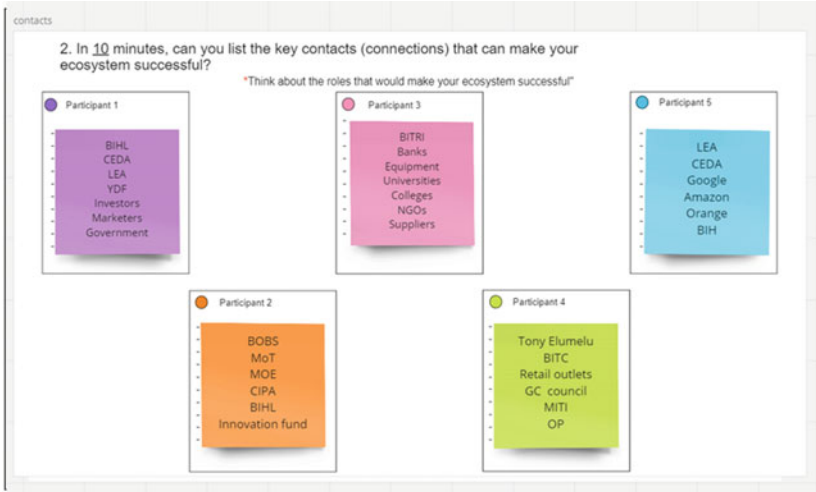 contacts
2. In 10 minutes, can you list the key contacts (connections) that can make your
ecosystem successful?
*Think about the roles that would make your ecosystem successful"
Participant 1
BIHL
CEDA
LEA
YDF
Investors
Marketers
Government
Participant 3
BITRI
Banks
Equipment
Universities
Colleges
NGOs
Suppliers
Participant 5
LEA
CEDA
Google
Amazon
Orange
BIH
Participant 2
BOBS
MoT
MOE
CIPA
BIHL
Innovation fund
Participant 4
Tony Elumelu
BITC
Retail outlets
GC council
MITI
OP